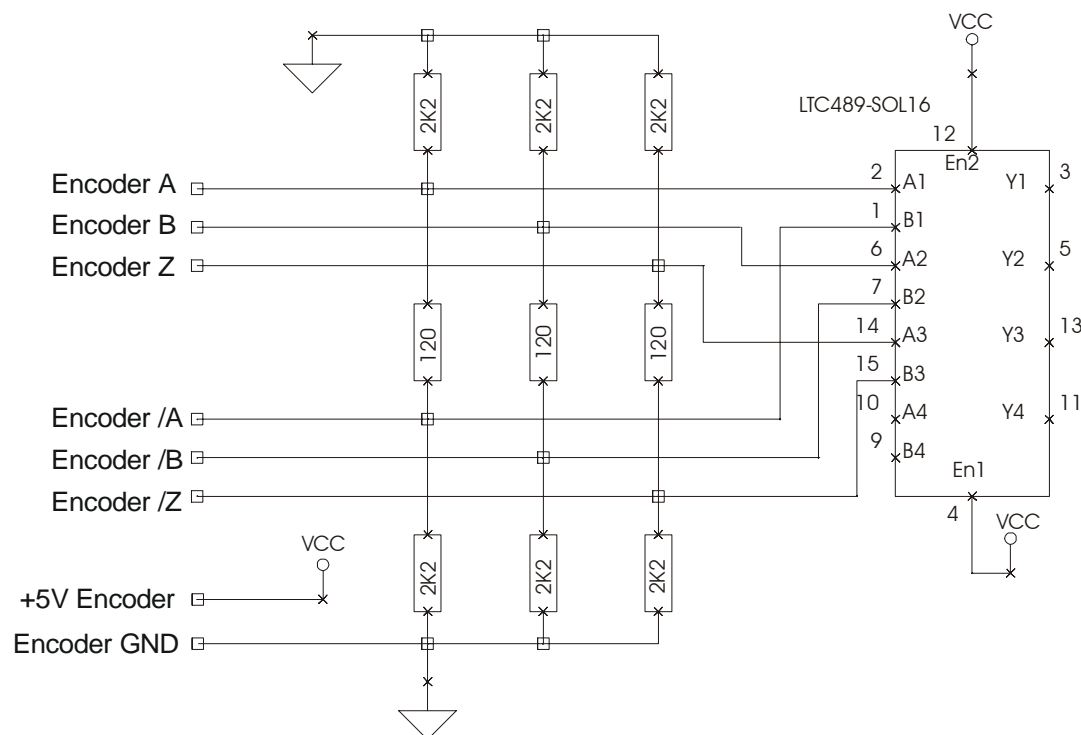 VCC
LTC489-SOL16
2K2 2K2 2K2
12
En2
Encoder A
2 A1 Y1 3
Encoder B
1 B1
Encoder Z
6 A2 Y2 5
7 B2
120 120 120
14 A3 Y3 13
15 B3
Encoder /A
10 A4 Y4 11
Encoder /B
9 B4
Encoder /Z
En1
4
VCC
VCC
2K2 2K2 2K2
+5V Encoder
Encoder GND